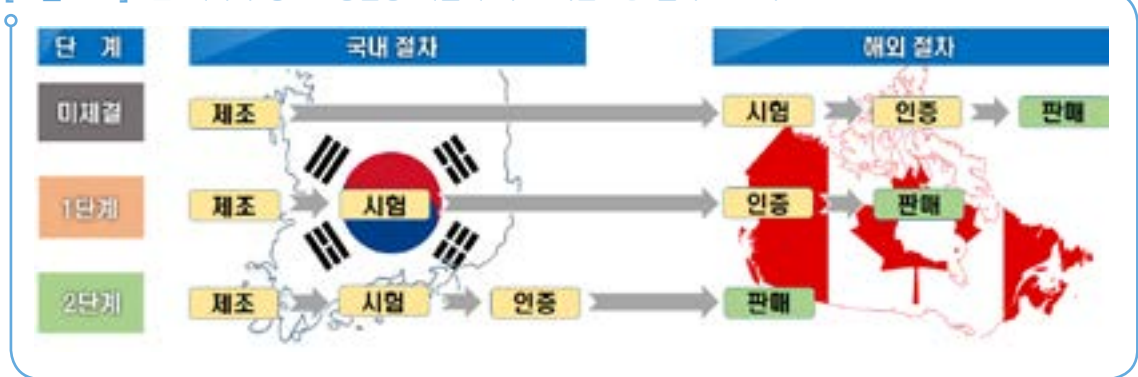 단 계 국내 절차 해외 절차
미체결 제조 시험 인증 판매
1단계 제조 시험 인증 판매
2단계 제조 시험 인증 판매